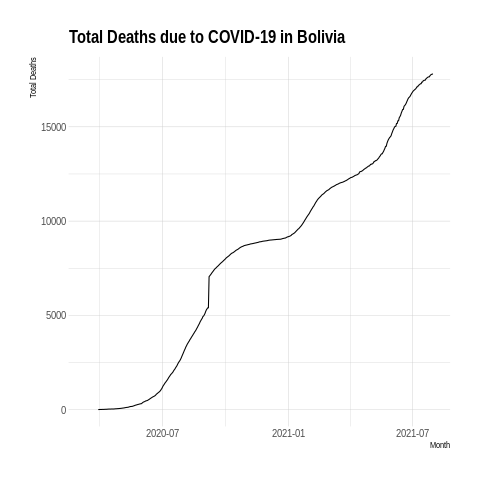 Total Deaths due to COVID-19 in Bolivia
Total Deaths
15000
10000
5000
0
2020-07
2021-01
2021-07
Month